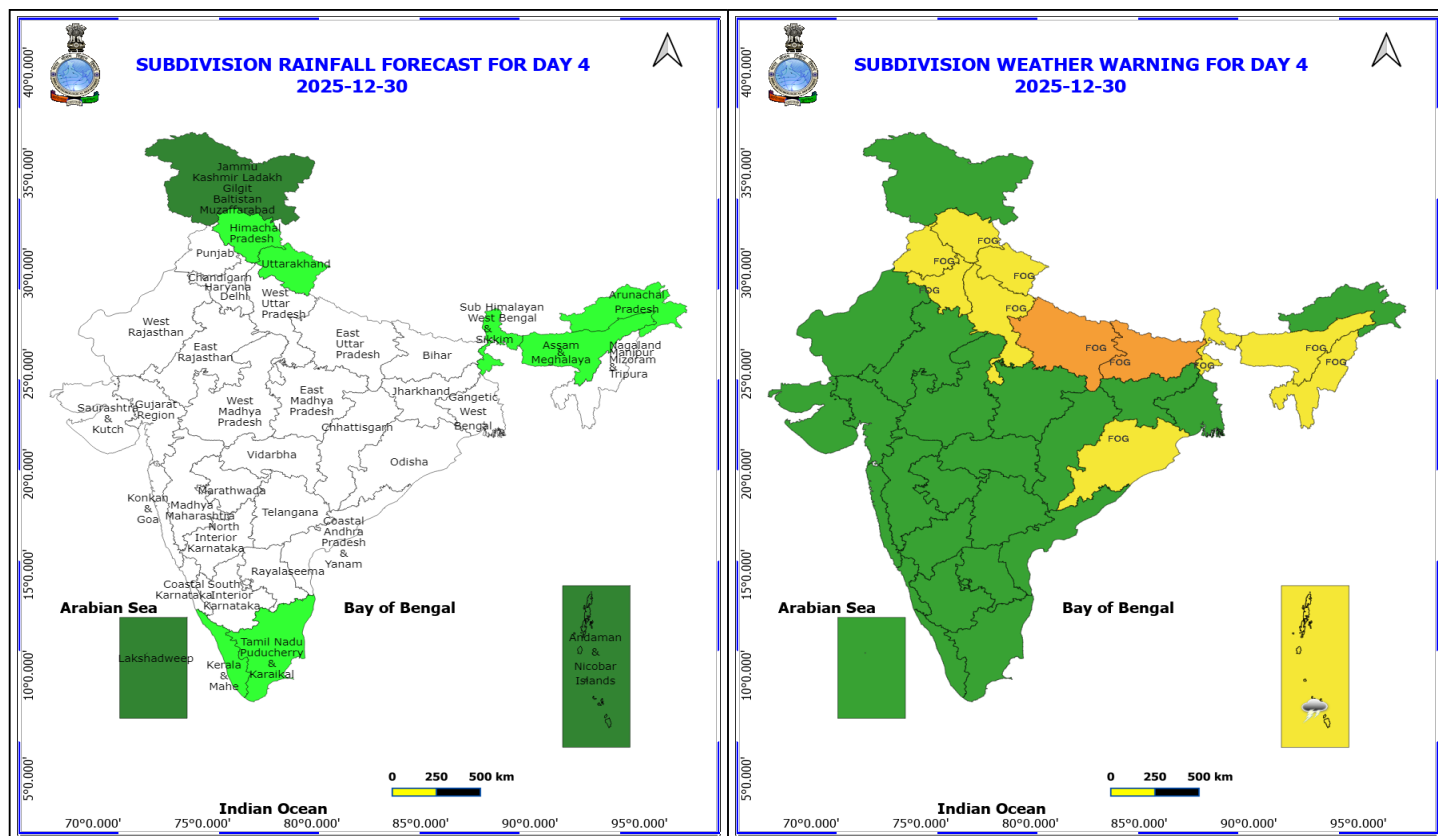 SUBDIVISION RAINFALL FORECAST FOR DAY 4
2025-12-30
40°0.000'
35°0.000'
30°0.000'
25°0.000'
20°0.000'
15°0.000'
10°0.000'
5°0.000'
Jammu
Kashmir Ladakh
Gilgit
Baltistan
Muzaffarabad
Himachal
Pradesh
Punjab
Uttarakhand
Chandigarh
Haryana
Delhi
West
Uttar
Pradesh
West
Rajasthan
East
Rajasthan
East
Uttar
Pradesh
Bihar
Sub Himalayan
West Bengal
&
Sikkim
Arunachal
Pradesh
Assam
&
Meghalaya
Nagaland
Manipur
Mizoram
&
Tripura
Saurashtra
&
Kutch
Gujarat
Region
West
Madhya
Pradesh
East
Madhya
Pradesh
Jharkhand
Gangetic
West
Bengal
Chhattisgarh
Vidarbha
Odisha
Konkan
&
Goa
Madhya
Maharashtra
Marathwada
Telangana
North
Interior
Karnataka
Coastal
Andhra
Pradesh
&
Yanam
Rayalaseema
Coastal
Karnataka
South
Interior
Karnataka
Tamil Nadu
Puducherry
&
Karaikal
Kerala
&
Mahe
Arabian Sea
Bay of Bengal
Lakshadweep
Andaman
&
Nicobar
Islands
0 250 500 km
Indian Ocean
70°0.000' 75°0.000' 80°0.000' 85°0.000' 90°0.000' 95°0.000'
SUBDIVISION WEATHER WARNING FOR DAY 4
2025-12-30
40°0.000'
35°0.000'
30°0.000'
25°0.000'
20°0.000'
15°0.000'
10°0.000'
5°0.000'
FOG
FOG
FOG
FOG
FOG
FOG
FOG
FOG
FOG
FOG
FOG
Arabian Sea
Bay of Bengal
0 250 500 km
Indian Ocean
70°0.000' 75°0.000' 80°0.000' 85°0.000' 90°0.000' 95°0.000'